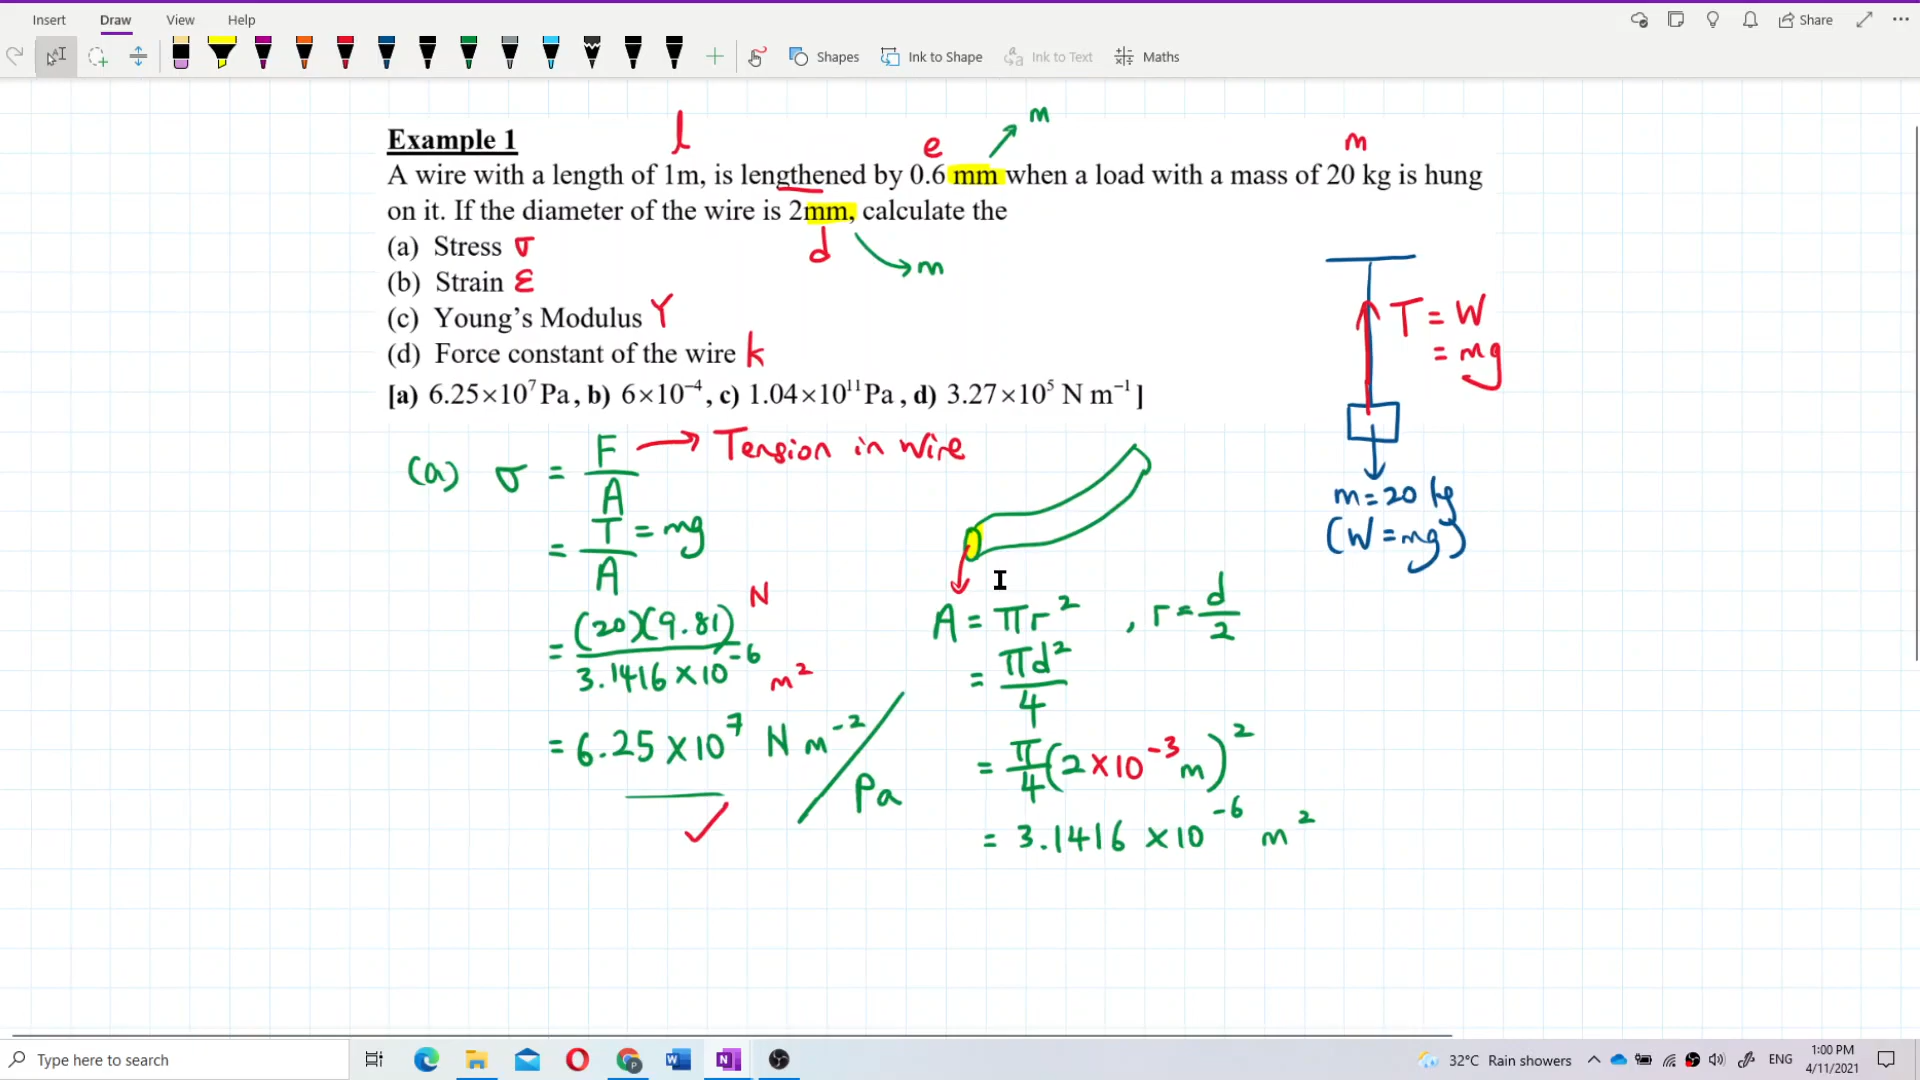 Insert Draw View Help
Share
Shapes Ink to Shape Ink to Text Maths
Example 1
l
e
m
m
A wire with a length of 1m, is lengthened by 0.6 mm when a load with a mass of 20 kg is hung
on it. If the diameter of the wire is 2mm, calculate the
d
m
(a) Stress σ
(b) Strain ε
(c) Young's Modulus Y
(d) Force constant of the wire k
[a) 6.25×10⁷ Pa, b) 6×10⁻⁴, c) 1.04×10¹¹ Pa, d) 3.27×10⁵ N m⁻¹]
T = W
= mg
m = 20 kg
(W = mg)
(a) σ = F/A → Tension in wire
= T/A = mg
= (20)(9.81) / 3.1416 × 10⁻⁶ N m²
= 6.25 × 10⁷ N m⁻² / Pa
A = πr² , r = d/2
= πd²/4
= π/4 (2 × 10⁻³ m)²
= 3.1416 × 10⁻⁶ m²
Type here to search
32°C Rain showers
ENG
1:00 PM
4/11/2021